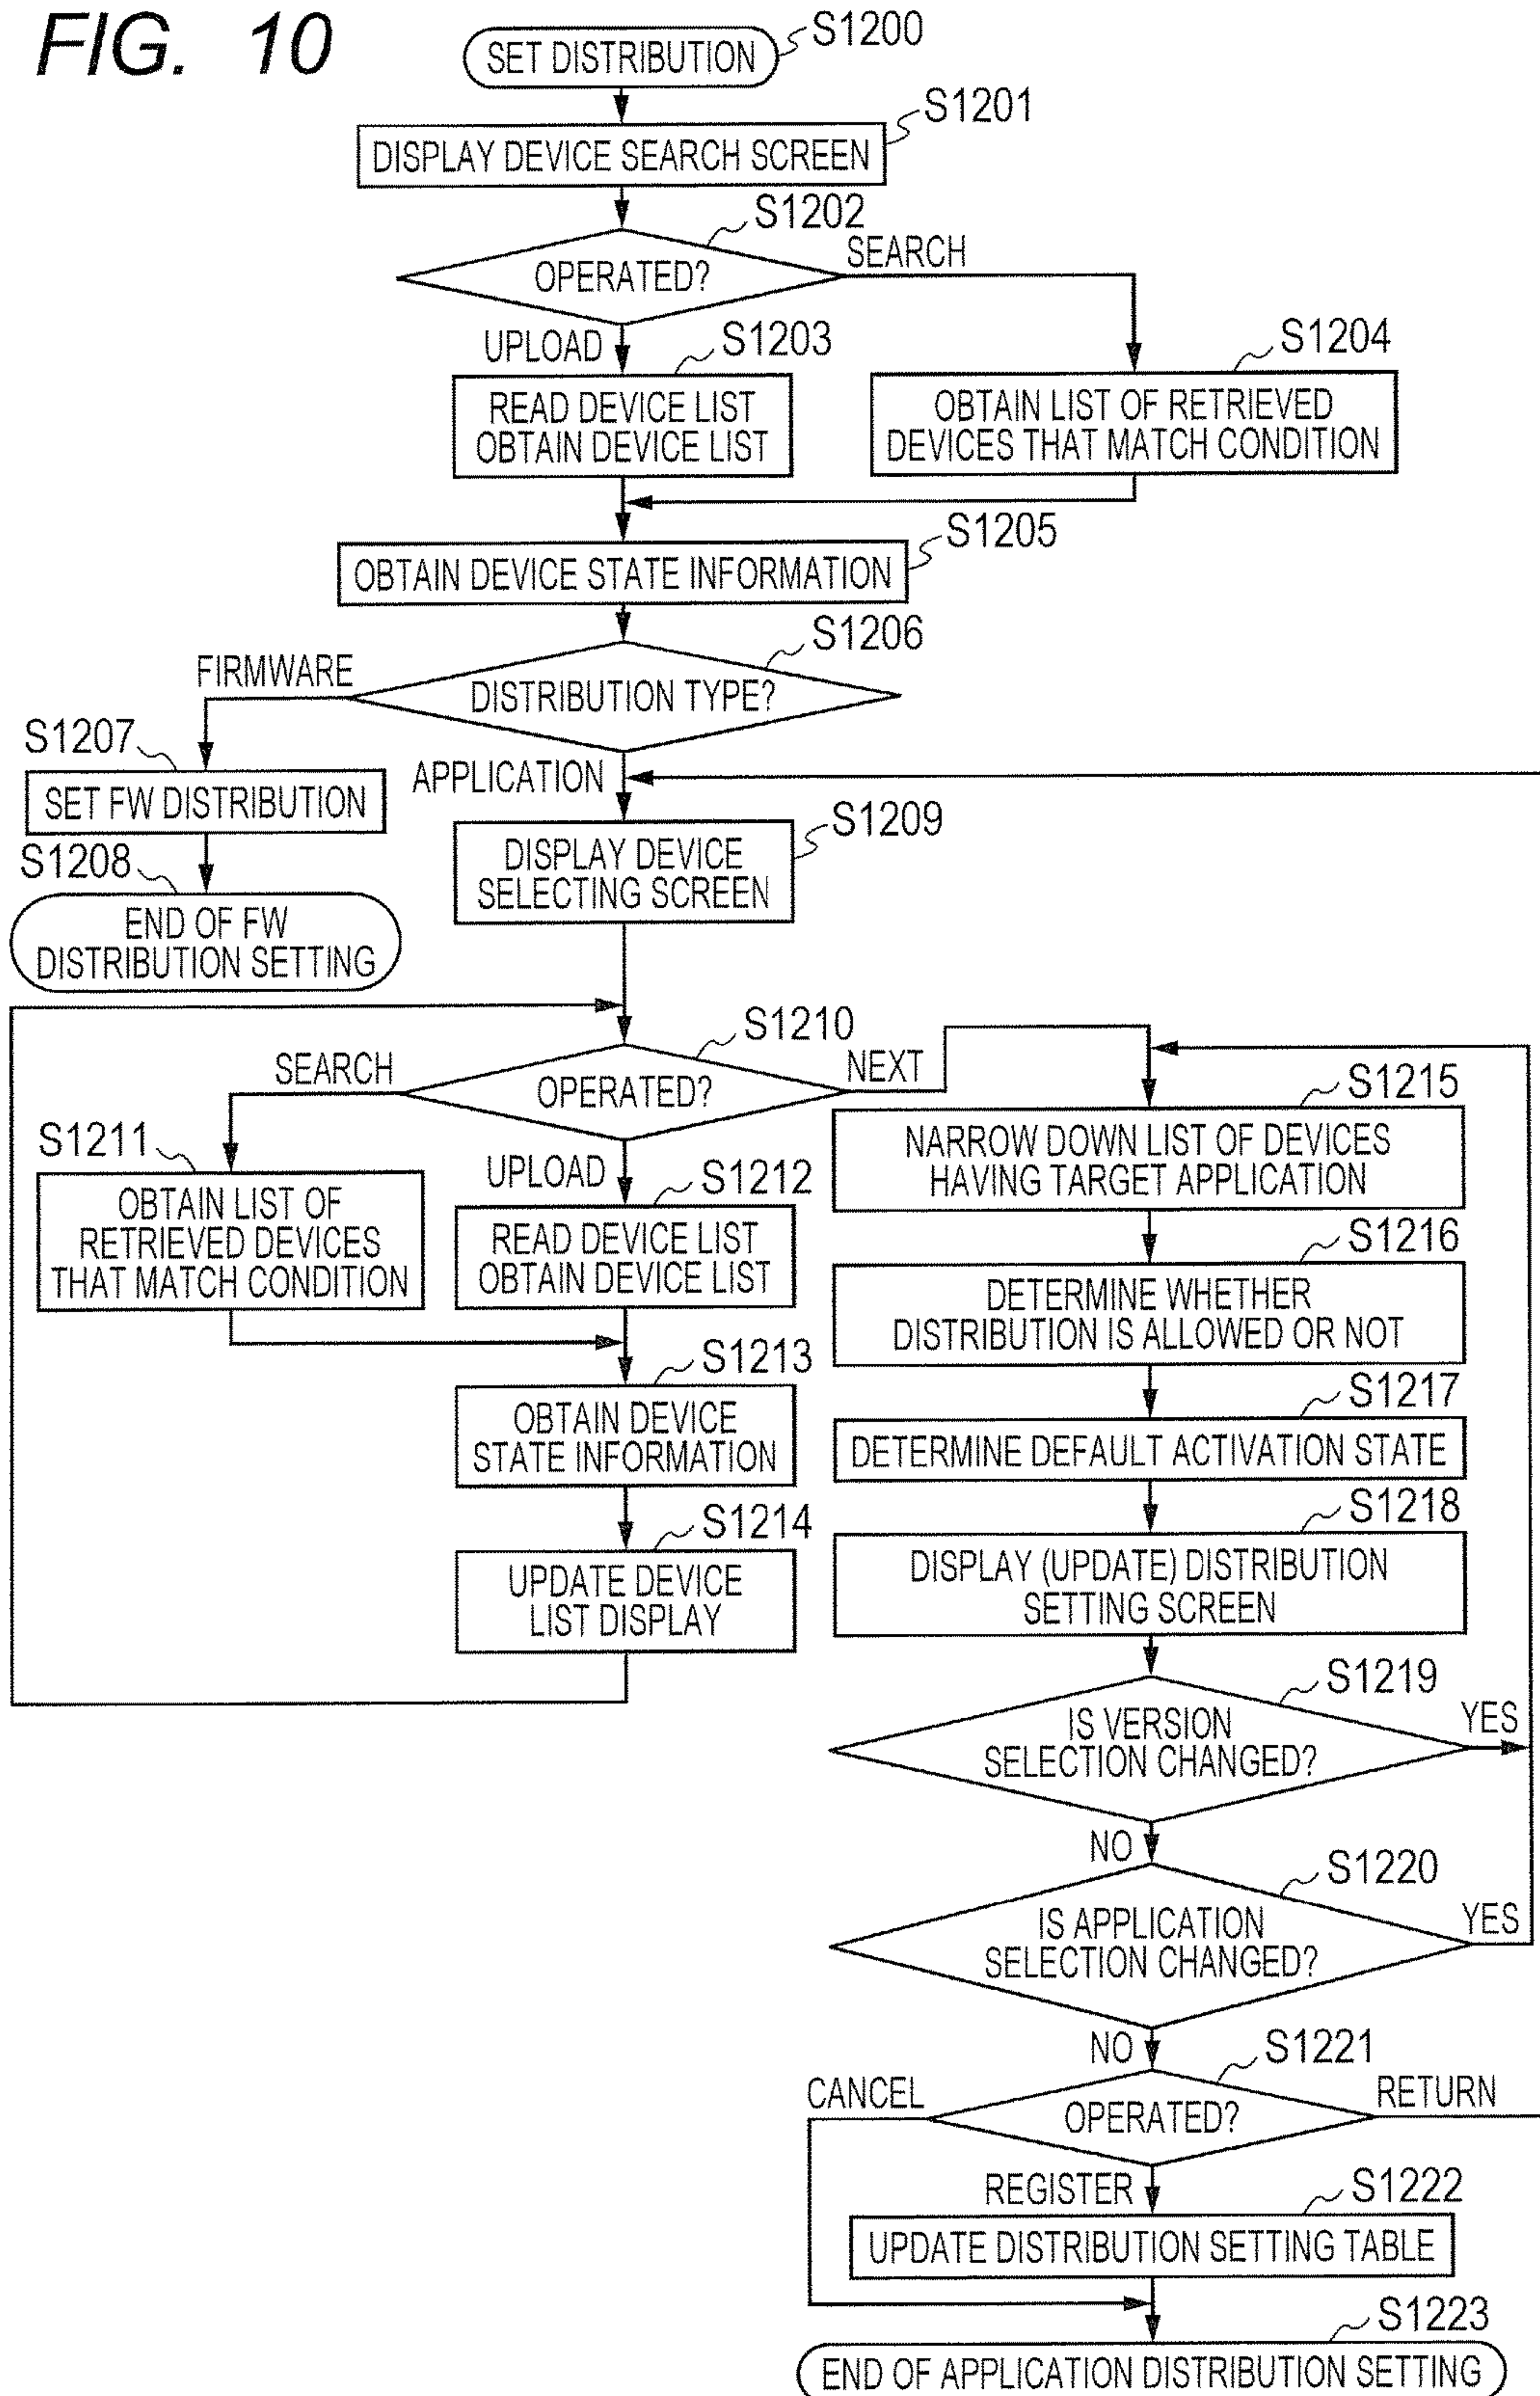 FIG. 10
SET DISTRIBUTION
S1200
S1201
DISPLAY DEVICE SEARCH SCREEN
S1202
OPERATED?
SEARCH
UPLOAD
S1203
READ DEVICE LIST
OBTAIN DEVICE LIST
S1204
OBTAIN LIST OF RETRIEVED
DEVICES THAT MATCH CONDITION
S1205
OBTAIN DEVICE STATE INFORMATION
S1206
DISTRIBUTION TYPE?
FIRMWARE
S1207
SET FW DISTRIBUTION
S1208
END OF FW
DISTRIBUTION SETTING
APPLICATION
S1209
DISPLAY DEVICE
SELECTING SCREEN
S1210
OPERATED?
SEARCH
NEXT
S1211
OBTAIN LIST OF
RETRIEVED DEVICES
THAT MATCH CONDITION
UPLOAD
S1212
READ DEVICE LIST
OBTAIN DEVICE LIST
S1213
OBTAIN DEVICE
STATE INFORMATION
S1214
UPDATE DEVICE
LIST DISPLAY
S1215
NARROW DOWN LIST OF DEVICES
HAVING TARGET APPLICATION
S1216
DETERMINE WHETHER
DISTRIBUTION IS ALLOWED OR NOT
S1217
DETERMINE DEFAULT ACTIVATION STATE
S1218
DISPLAY (UPDATE) DISTRIBUTION
SETTING SCREEN
S1219
IS VERSION
SELECTION CHANGED?
YES
NO
S1220
IS APPLICATION
SELECTION CHANGED?
YES
NO
S1221
CANCEL
OPERATED?
RETURN
REGISTER
S1222
UPDATE DISTRIBUTION SETTING TABLE
S1223
END OF APPLICATION DISTRIBUTION SETTING